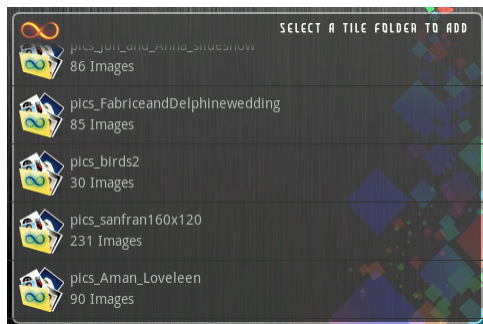 SELECT A TILE FOLDER TO ADD
pics_Jon_and_Anna_slideshow
86 Images
pics_FabriceandDelphinewedding
85 Images
pics_birds2
30 Images
pics_sanfran160x120
231 Images
pics_Aman_Loveleen
90 Images